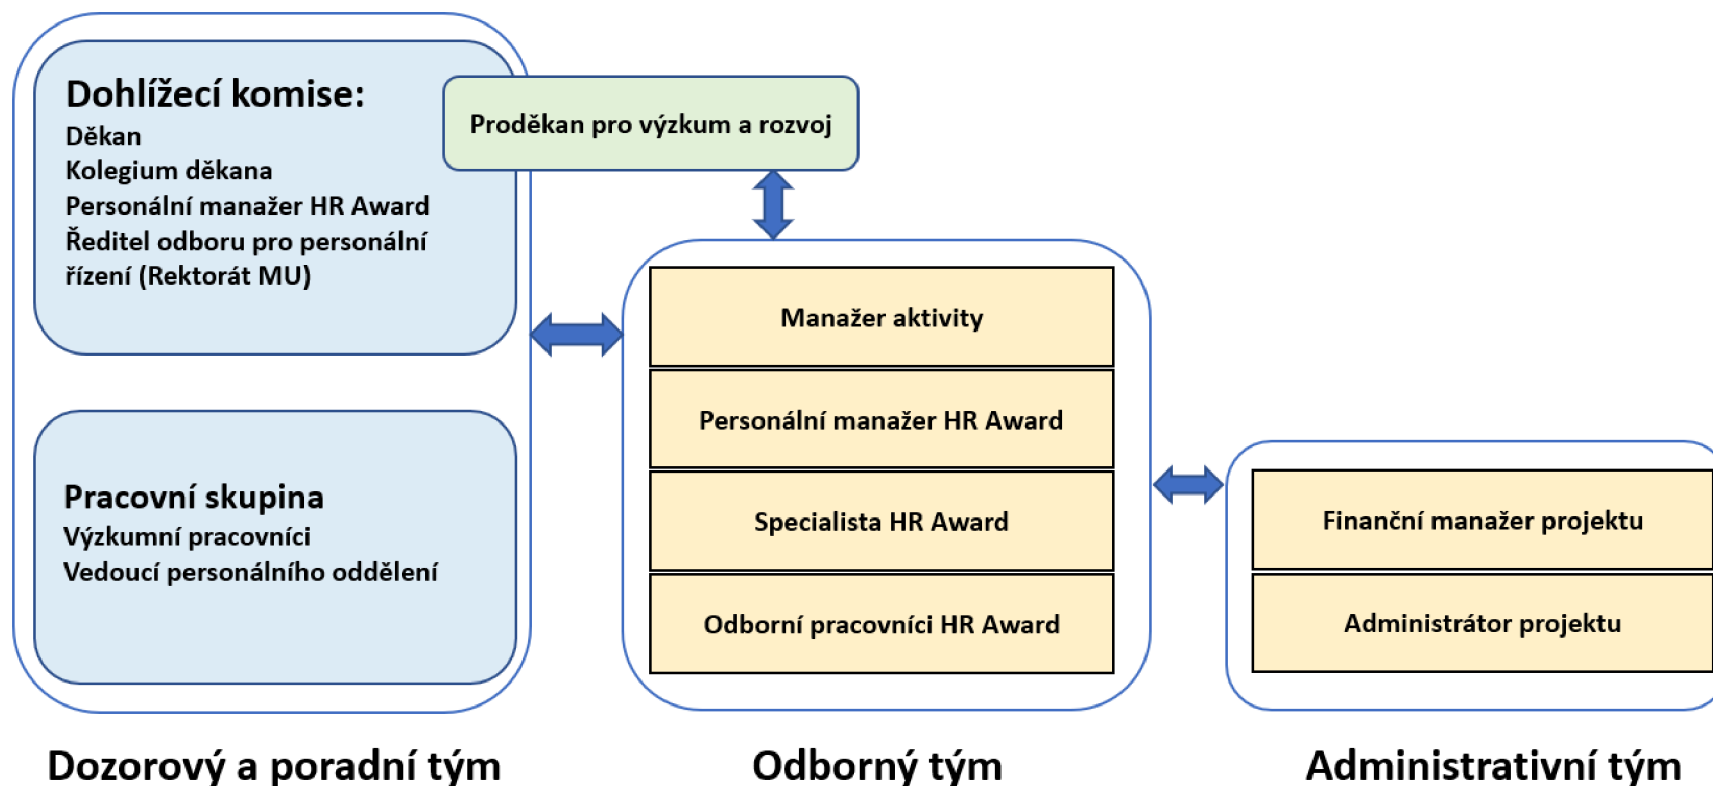 Dohlížecí komise:
Děkan
Kolegium děkana
Personální manažer HR Award
Ředitel odboru pro personální
řízení (Rektorát MU)
Proděkan pro výzkum a rozvoj
Pracovní skupina
Výzkumní pracovníci
Vedoucí personálního oddělení
Manažer aktivity
Personální manažer HR Award
Specialista HR Award
Odborní pracovníci HR Award
Finanční manažer projektu
Administrátor projektu
Dozorový a poradní tým
Odborný tým
Administrativní tým